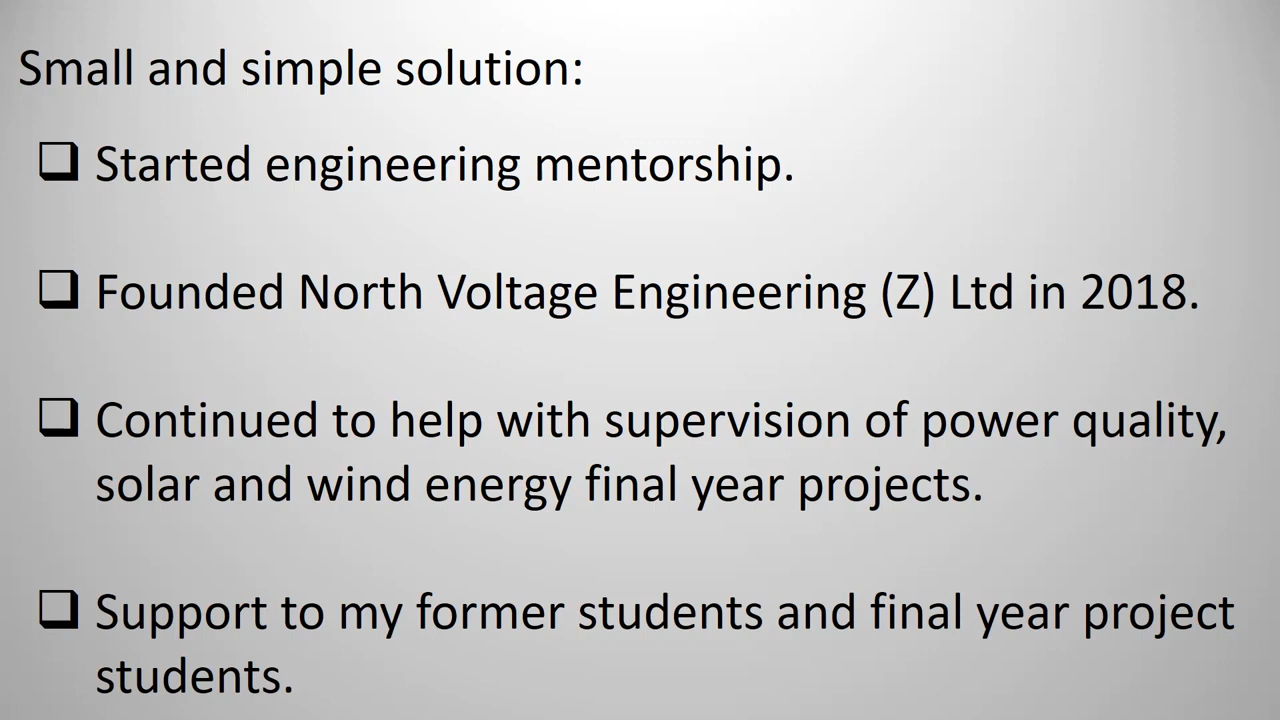 Small and simple solution:
❑ Started engineering mentorship.
❑ Founded North Voltage Engineering (Z) Ltd in 2018.
❑ Continued to help with supervision of power quality,
solar and wind energy final year projects.
❑ Support to my former students and final year project
students.